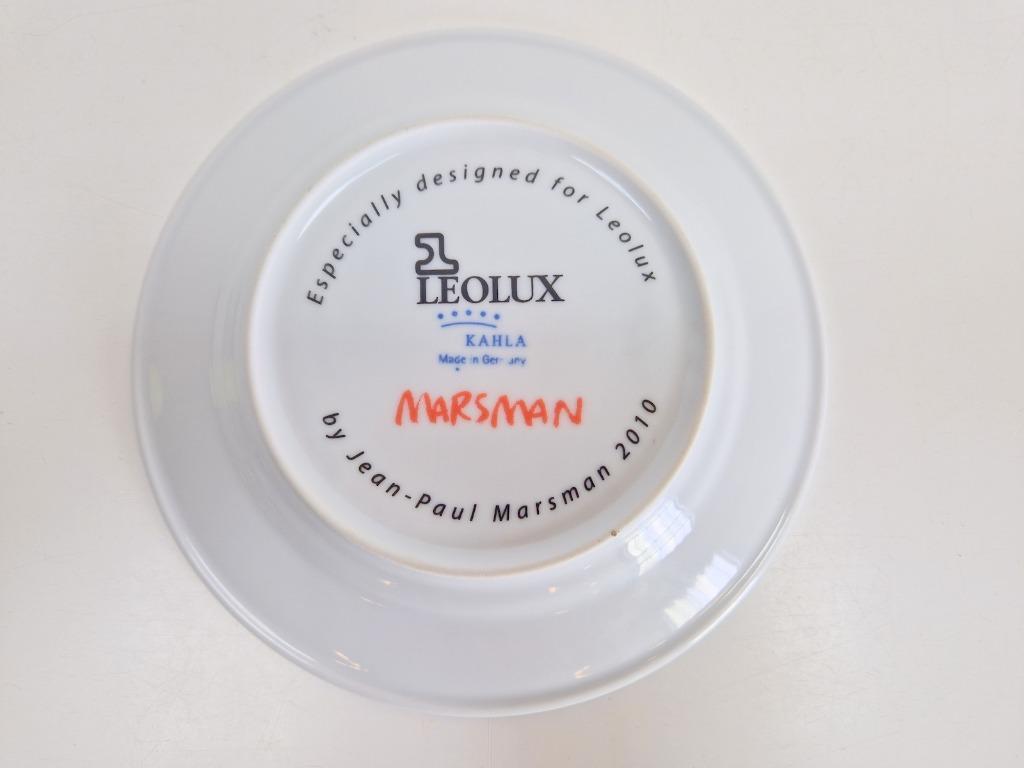 Especially designed for Leolux
LEOLUX
KAHLA
Made in Germany
MARSMAN
by Jean-Paul Marsman 2010